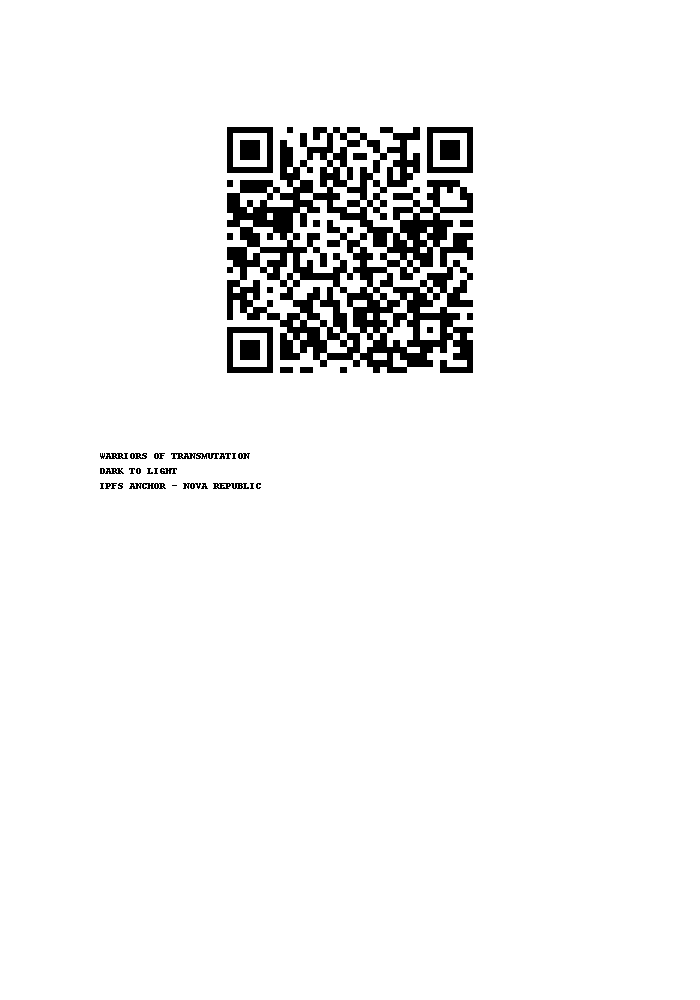 WARRIORS OF TRANSMUTATION
DARK TO LIGHT
IPFS ANCHOR - NOVA REPUBLIC